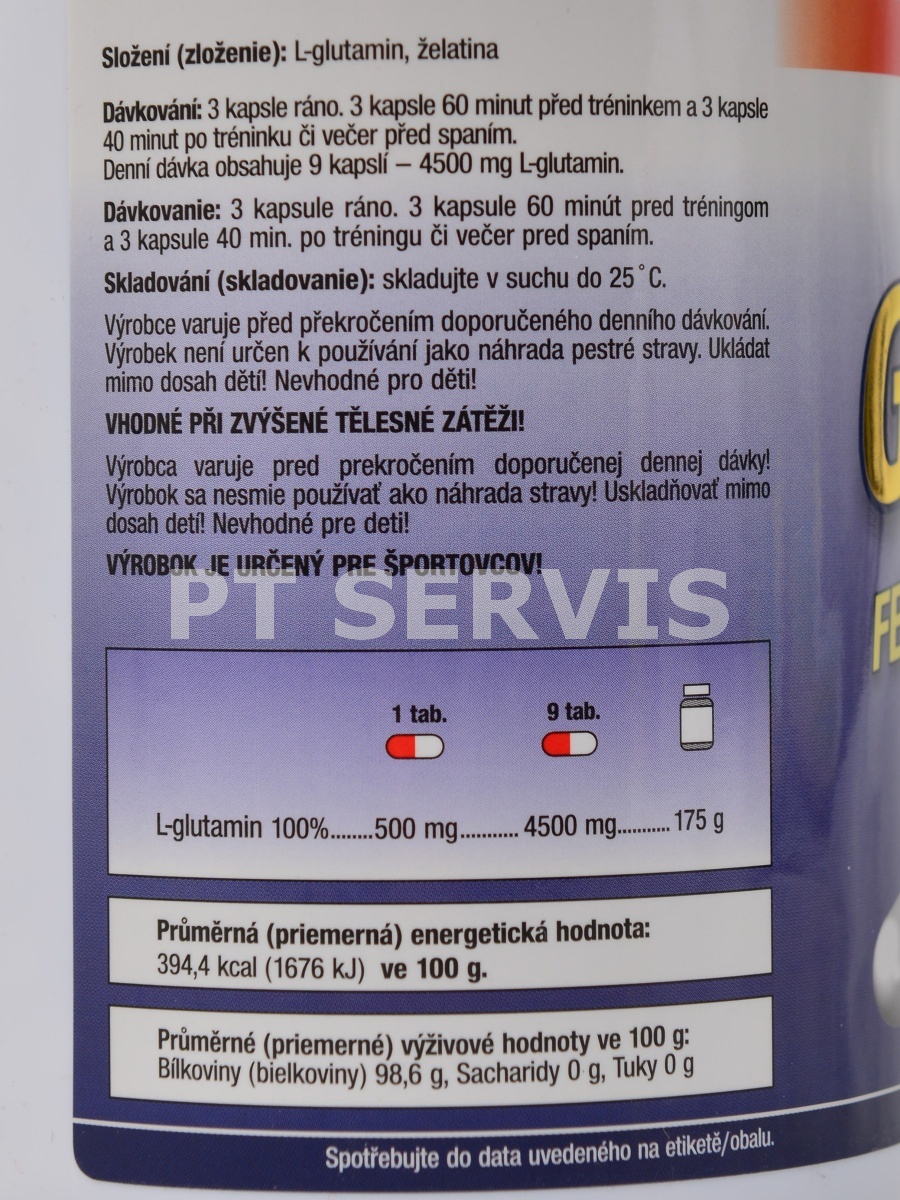 Složení (zloženie): L-glutamin, želatina
Dávkování: 3 kapsle ráno. 3 kapsle 60 minut před tréninkem a 3 kapsle
40 minut po tréninku či večer před spaním.
Denní dávka obsahuje 9 kapslí – 4500 mg L-glutamin.
Dávkovanie: 3 kapsule ráno. 3 kapsule 60 minút pred tréningom
a 3 kapsule 40 min. po tréningu či večer pred spaním.
Skladování (skladovanie): skladujte v suchu do 25˚C.
Výrobce varuje před překročením doporučeného denního dávkování.
Výrobek není určen k používání jako náhrada pestré stravy. Ukládat
mimo dosah dětí! Nevhodné pro děti!
VHODNÉ PŘI ZVÝŠENÉ TĚLESNÉ ZÁTĚŽI!
Výrobca varuje pred prekročením doporučenej dennej dávky!
Výrobok sa nesmie používať ako náhrada stravy! Uskladňovať mimo
dosah detí! Nevhodné pre deti!
VÝROBOK JE URČENÝ PRE ŠPORTOVCOV!
PT SERVIS
1 tab. 9 tab.
L-glutamin 100%........500 mg........... 4500 mg........... 175 g
Průměrná (priemerná) energetická hodnota:
394,4 kcal (1676 kJ) ve 100 g.
Průměrné (priemerné) výživové hodnoty ve 100 g:
Bílkoviny (bielkoviny) 98,6 g, Sacharidy 0 g, Tuky 0 g
Spotřebujte do data uvedeného na etiketě/obalu.
G
FE